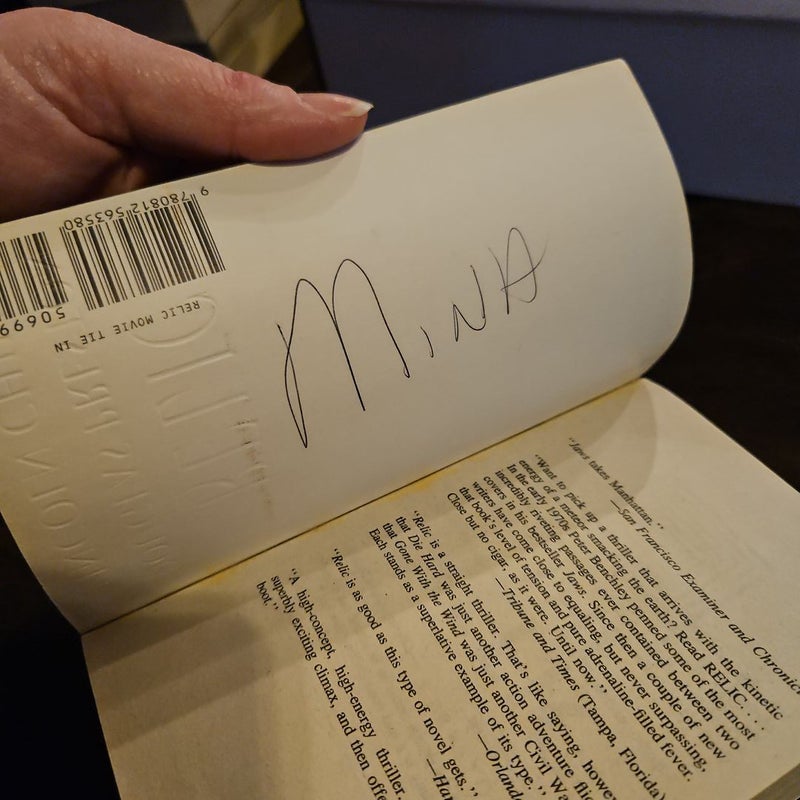 9 780812 563580
50699
RELIC MOVIE TIE IN
MINA
"Jaws takes Manhattan."
—San Francisco Examiner and Chronic
"Want to pick up a thriller that arrives with the kinetic
energy of a meteor smacking the earth? Read RELIC. . . .
In the early 1970s Peter Benchley penned some of the most
incredibly riveting passages ever contained between two
covers in his bestseller Jaws. Since then a couple of new
writers have come close to equaling, but never surpassing,
that book's level of tension and pure adrenaline-filled fever.
Close but no cigar, as it were. Until now."
—Tribune and Times (Tampa, Florida)
"Relic is a straight thriller. That's like saying, howe
that Die Hard was just another action adventure flic
that Gone With the Wind was just another Civil Wa
Each stands as a superlative example of its type."
—Orland
"Relic is as good as this type of novel gets."
—Har
"A high-concept, high-energy thriller.
superbly exciting climax, and then offe
boot."